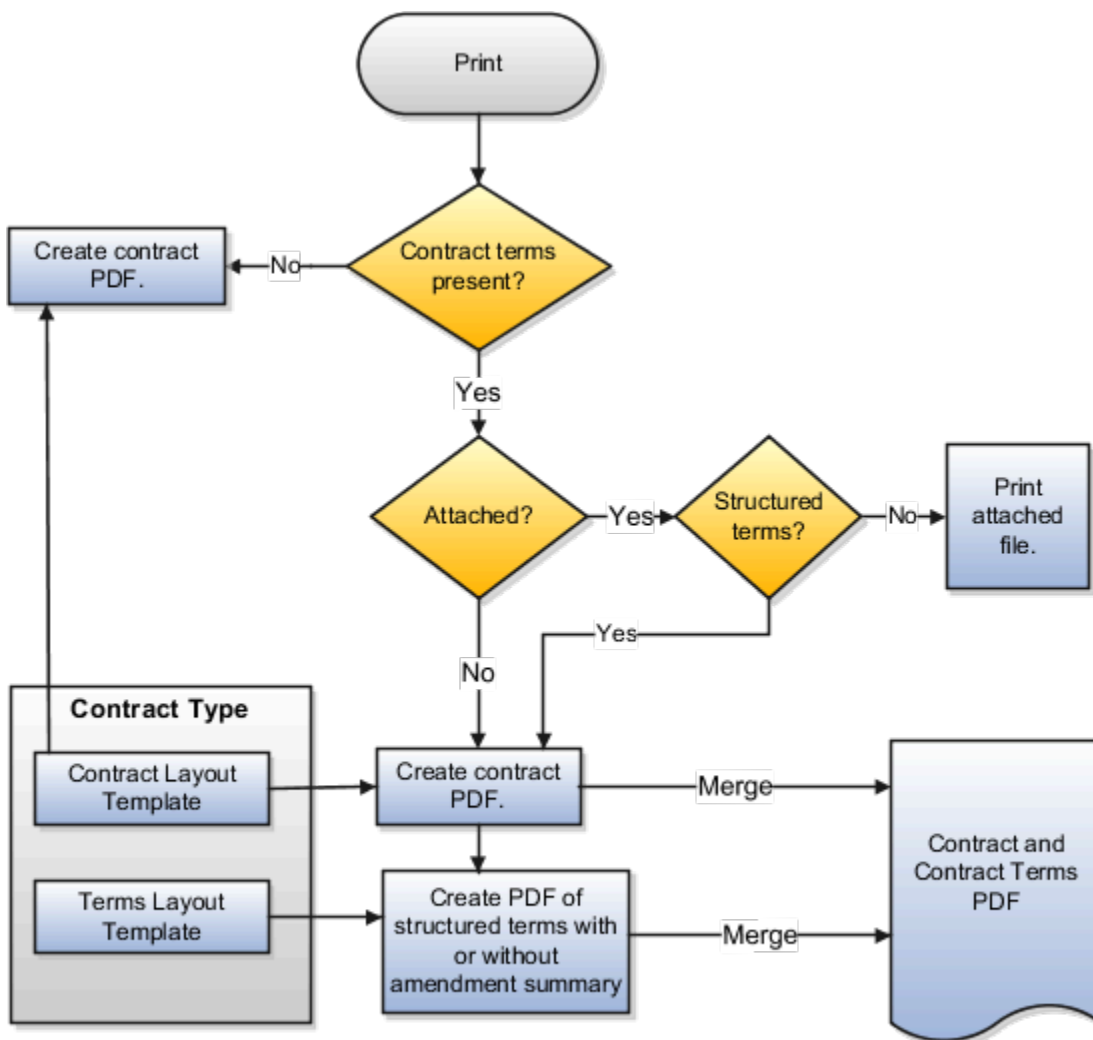 Print
Contract terms
present?
No
Create contract
PDF.
Yes
Attached?
Yes
Structured
terms?
No
Print
attached
file.
Yes
No
Contract Type
Contract Layout
Template
Create contract
PDF.
Merge
Contract and
Contract Terms
PDF
Terms Layout
Template
Create PDF of
structured terms with
or without
amendment summary
Merge